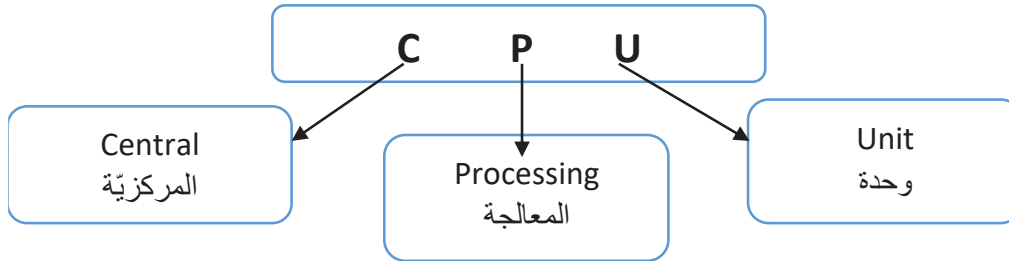 C P U
Central
المركزيّة
Processing
المعالجة
Unit
وحدة